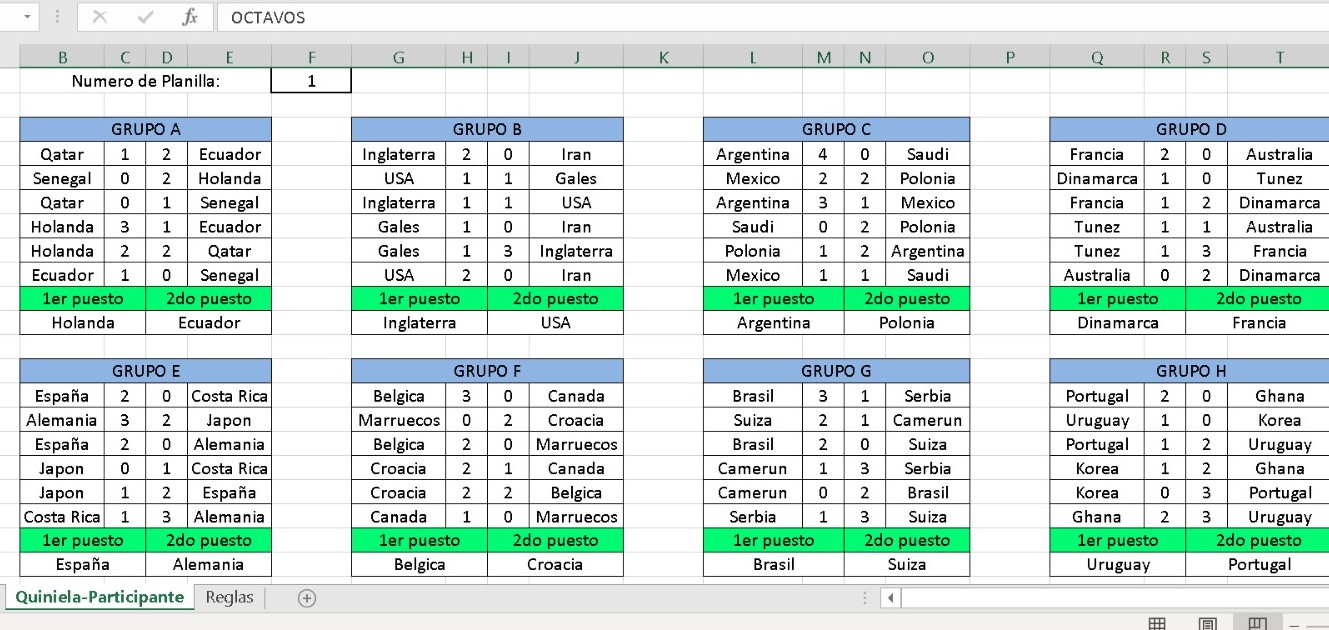 fx OCTAVOS
B C D E F G H I J K L M N O P Q R S T
Numero de Planilla: 1
GRUPO A GRUPO B GRUPO C GRUPO D
Qatar 1 2 Ecuador Inglaterra 2 0 Iran Argentina 4 0 Saudi Francia 2 0 Australia
Senegal 0 2 Holanda USA 1 1 Gales Mexico 2 2 Polonia Dinamarca 1 0 Tunez
Qatar 0 1 Senegal Inglaterra 1 1 USA Argentina 3 1 Mexico Francia 1 2 Dinamarca
Holanda 3 1 Ecuador Gales 1 0 Iran Saudi 0 2 Polonia Tunez 1 1 Australia
Holanda 2 2 Qatar Gales 1 3 Inglaterra Polonia 1 2 Argentina Tunez 1 3 Francia
Ecuador 1 0 Senegal USA 2 0 Iran Mexico 1 1 Saudi Australia 0 2 Dinamarca
1er puesto 2do puesto 1er puesto 2do puesto 1er puesto 2do puesto 1er puesto 2do puesto
Holanda Ecuador Inglaterra USA Argentina Polonia Dinamarca Francia
GRUPO E GRUPO F GRUPO G GRUPO H
España 2 0 Costa Rica Belgica 3 0 Canada Brasil 3 1 Serbia Portugal 2 0 Ghana
Alemania 3 2 Japon Marruecos 0 2 Croacia Suiza 2 1 Camerun Uruguay 1 0 Korea
España 2 0 Alemania Belgica 2 0 Marruecos Brasil 2 0 Suiza Portugal 1 2 Uruguay
Japon 0 1 Costa Rica Croacia 2 1 Canada Camerun 1 3 Serbia Korea 1 2 Ghana
Japon 1 2 España Croacia 2 2 Belgica Camerun 0 2 Brasil Korea 0 3 Portugal
Costa Rica 1 3 Alemania Canada 1 0 Marruecos Serbia 1 3 Suiza Ghana 2 3 Uruguay
1er puesto 2do puesto 1er puesto 2do puesto 1er puesto 2do puesto 1er puesto 2do puesto
España Alemania Belgica Croacia Brasil Suiza Uruguay Portugal
Quiniela-Participante Reglas